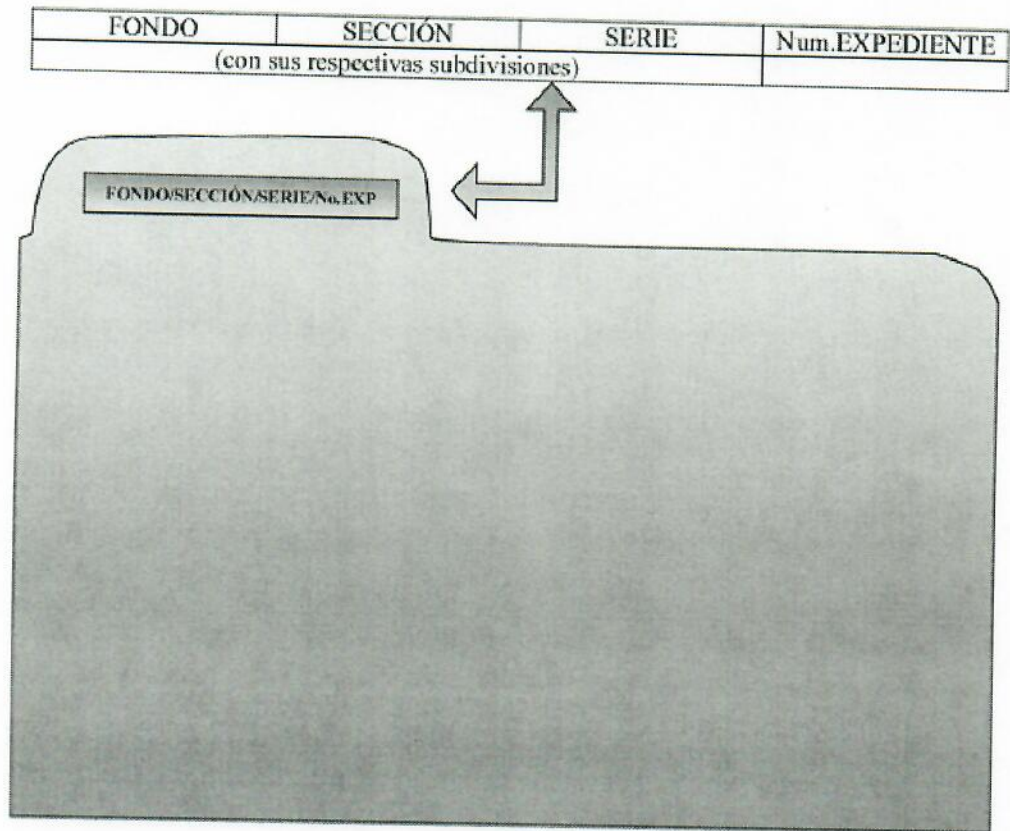 FONDO SECCIÓN SERIE Num.EXPEDIENTE
(con sus respectivas subdivisiones)
FONDO/SECCIÓN/SERIE/No.EXP